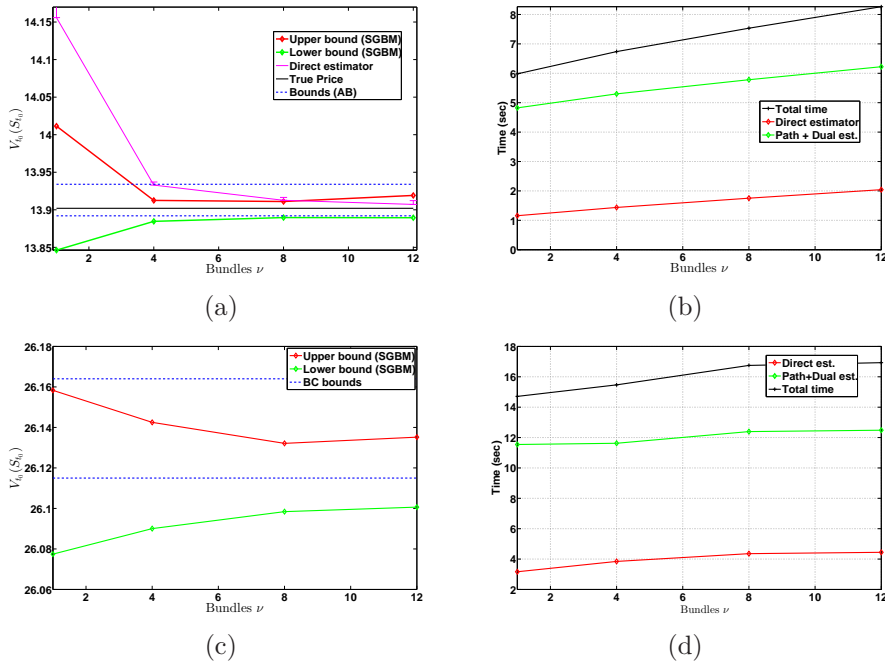 14.15
14.1
14.05
14
13.95
13.9
13.85
V_{t_0}(S_{t_0})
Upper bound (SGBM)
Lower bound (SGBM)
Direct estimator
True Price
Bounds (AB)
2 4 6 8 10 12
Bundles ν
(a)
8
7
6
5
4
3
2
1
0
Time (sec)
Total time
Direct estimator
Path + Dual est.
2 4 6 8 10 12
Bundles ν
(b)
26.18
26.16
26.14
26.12
26.1
26.08
26.06
V_{t_0}(S_{t_0})
Upper bound (SGBM)
Lower bound (SGBM)
BC bounds
2 4 6 8 10 12
Bundles ν
(c)
18
16
14
12
10
8
6
4
2
Time (sec)
Direct est.
Path+Dual est.
Total time
2 4 6 8 10 12
Bundles ν
(d)